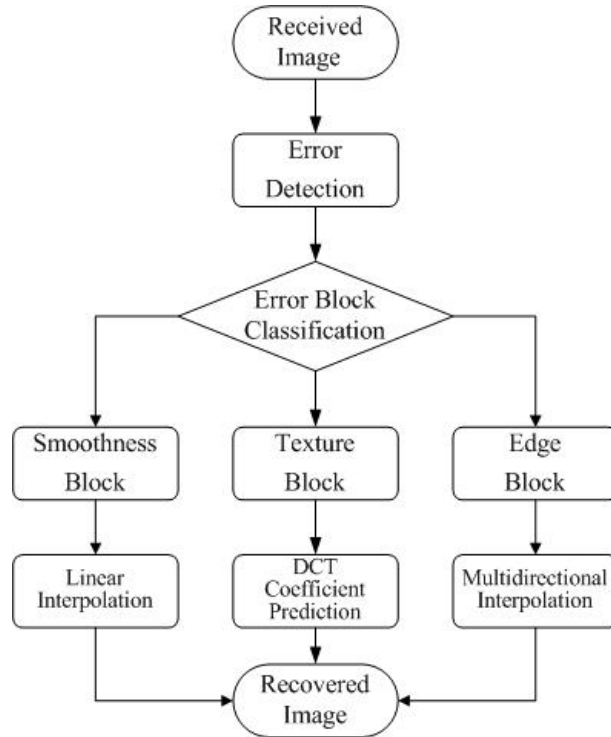 Received
Image
Error
Detection
Error Block
Classification
Smoothness
Block
Texture
Block
Edge
Block
Linear
Interpolation
DCT
Coefficient
Prediction
Multidirectional
Interpolation
Recovered
Image